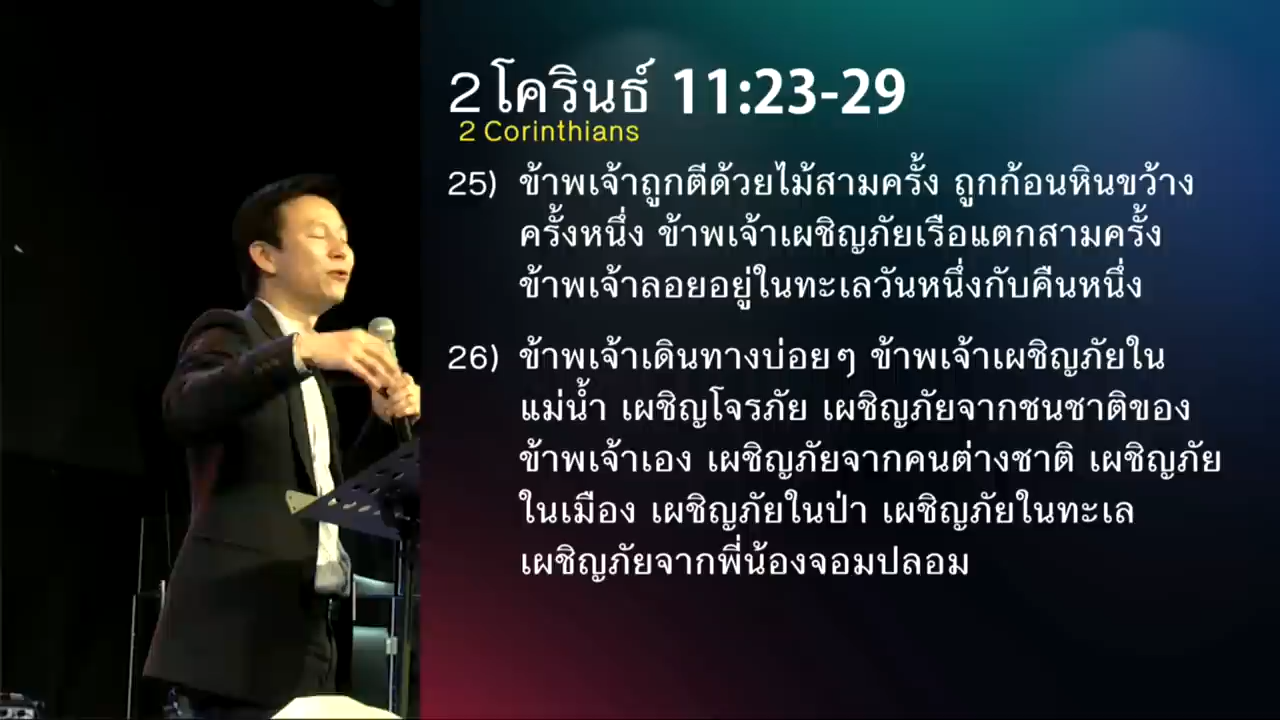 2 โครินธ์ 11:23-29
2 Corinthians
25) ข้าพเจ้าถูกตีด้วยไม้สามครั้ง ถูกก้อนหินขว้าง
ครั้งหนึ่ง ข้าพเจ้าเผชิญภัยเรือแตกสามครั้ง
ข้าพเจ้าลอยอยู่ในทะเลวันหนึ่งกับคืนหนึ่ง
26) ข้าพเจ้าเดินทางบ่อยๆ ข้าพเจ้าเผชิญภัยใน
แม่น้ำ เผชิญโจรภัย เผชิญภัยจากชนชาติของ
ข้าพเจ้าเอง เผชิญภัยจากคนต่างชาติ เผชิญภัย
ในเมือง เผชิญภัยในป่า เผชิญภัยในทะเล
เผชิญภัยจากพี่น้องจอมปลอม